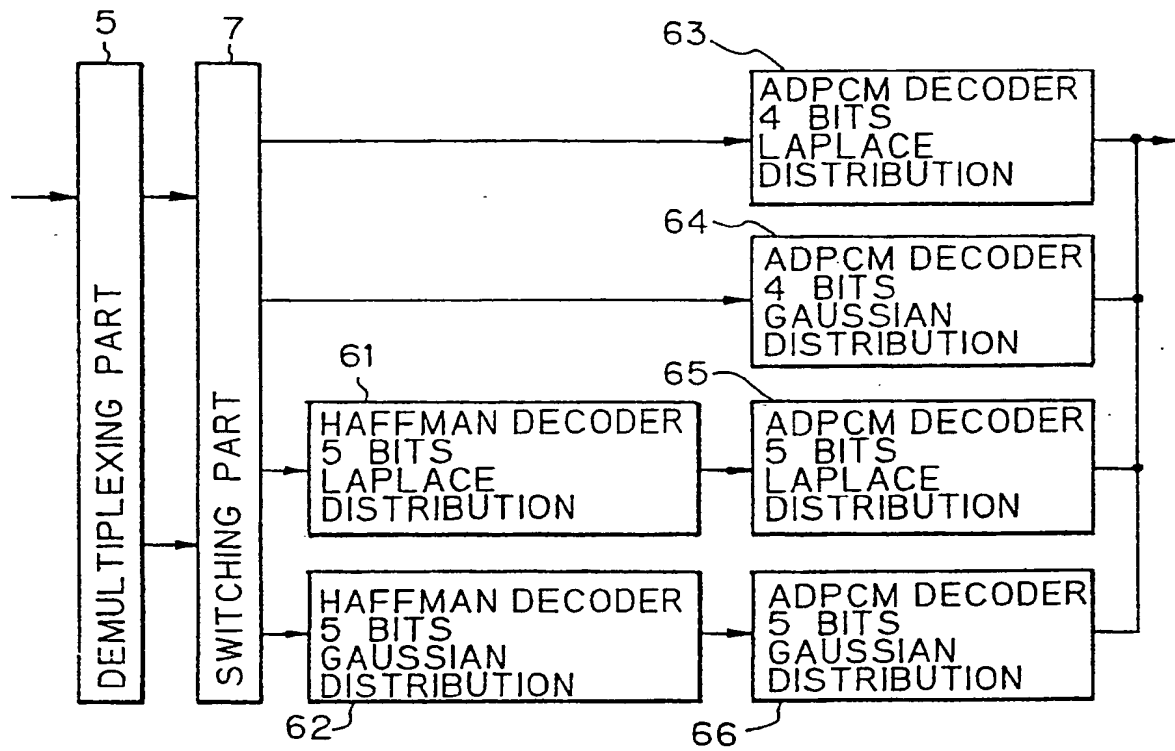 5
7
63
ADPCM DECODER
4 BITS
LAPLACE
DISTRIBUTION
64
ADPCM DECODER
4 BITS
GAUSSIAN
DISTRIBUTION
61
HAFFMAN DECODER
5 BITS
LAPLACE
DISTRIBUTION
65
ADPCM DECODER
5 BITS
LAPLACE
DISTRIBUTION
DEMULTIPLEXING PART
SWITCHING PART
HAFFMAN DECODER
5 BITS
GAUSSIAN
DISTRIBUTION
62
ADPCM DECODER
5 BITS
GAUSSIAN
DISTRIBUTION
66